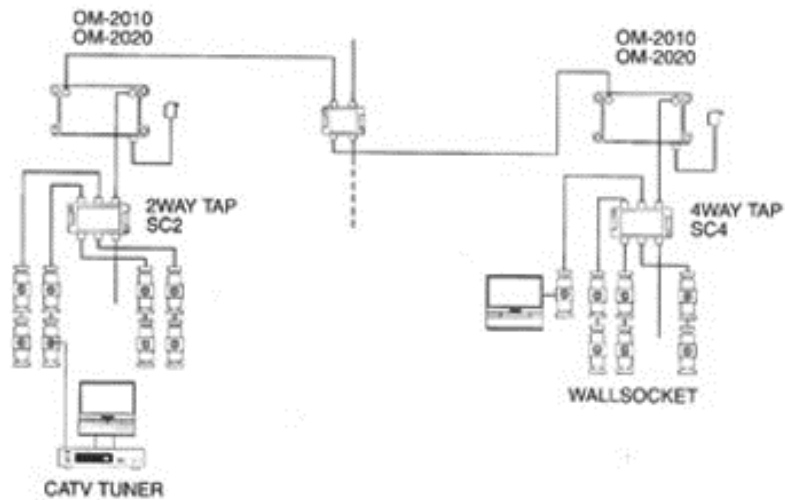 OM-2010
OM-2020
OM-2010
OM-2020
2WAY TAP
SC2
4WAY TAP
SC4
WALLSOCKET
CATV TUNER